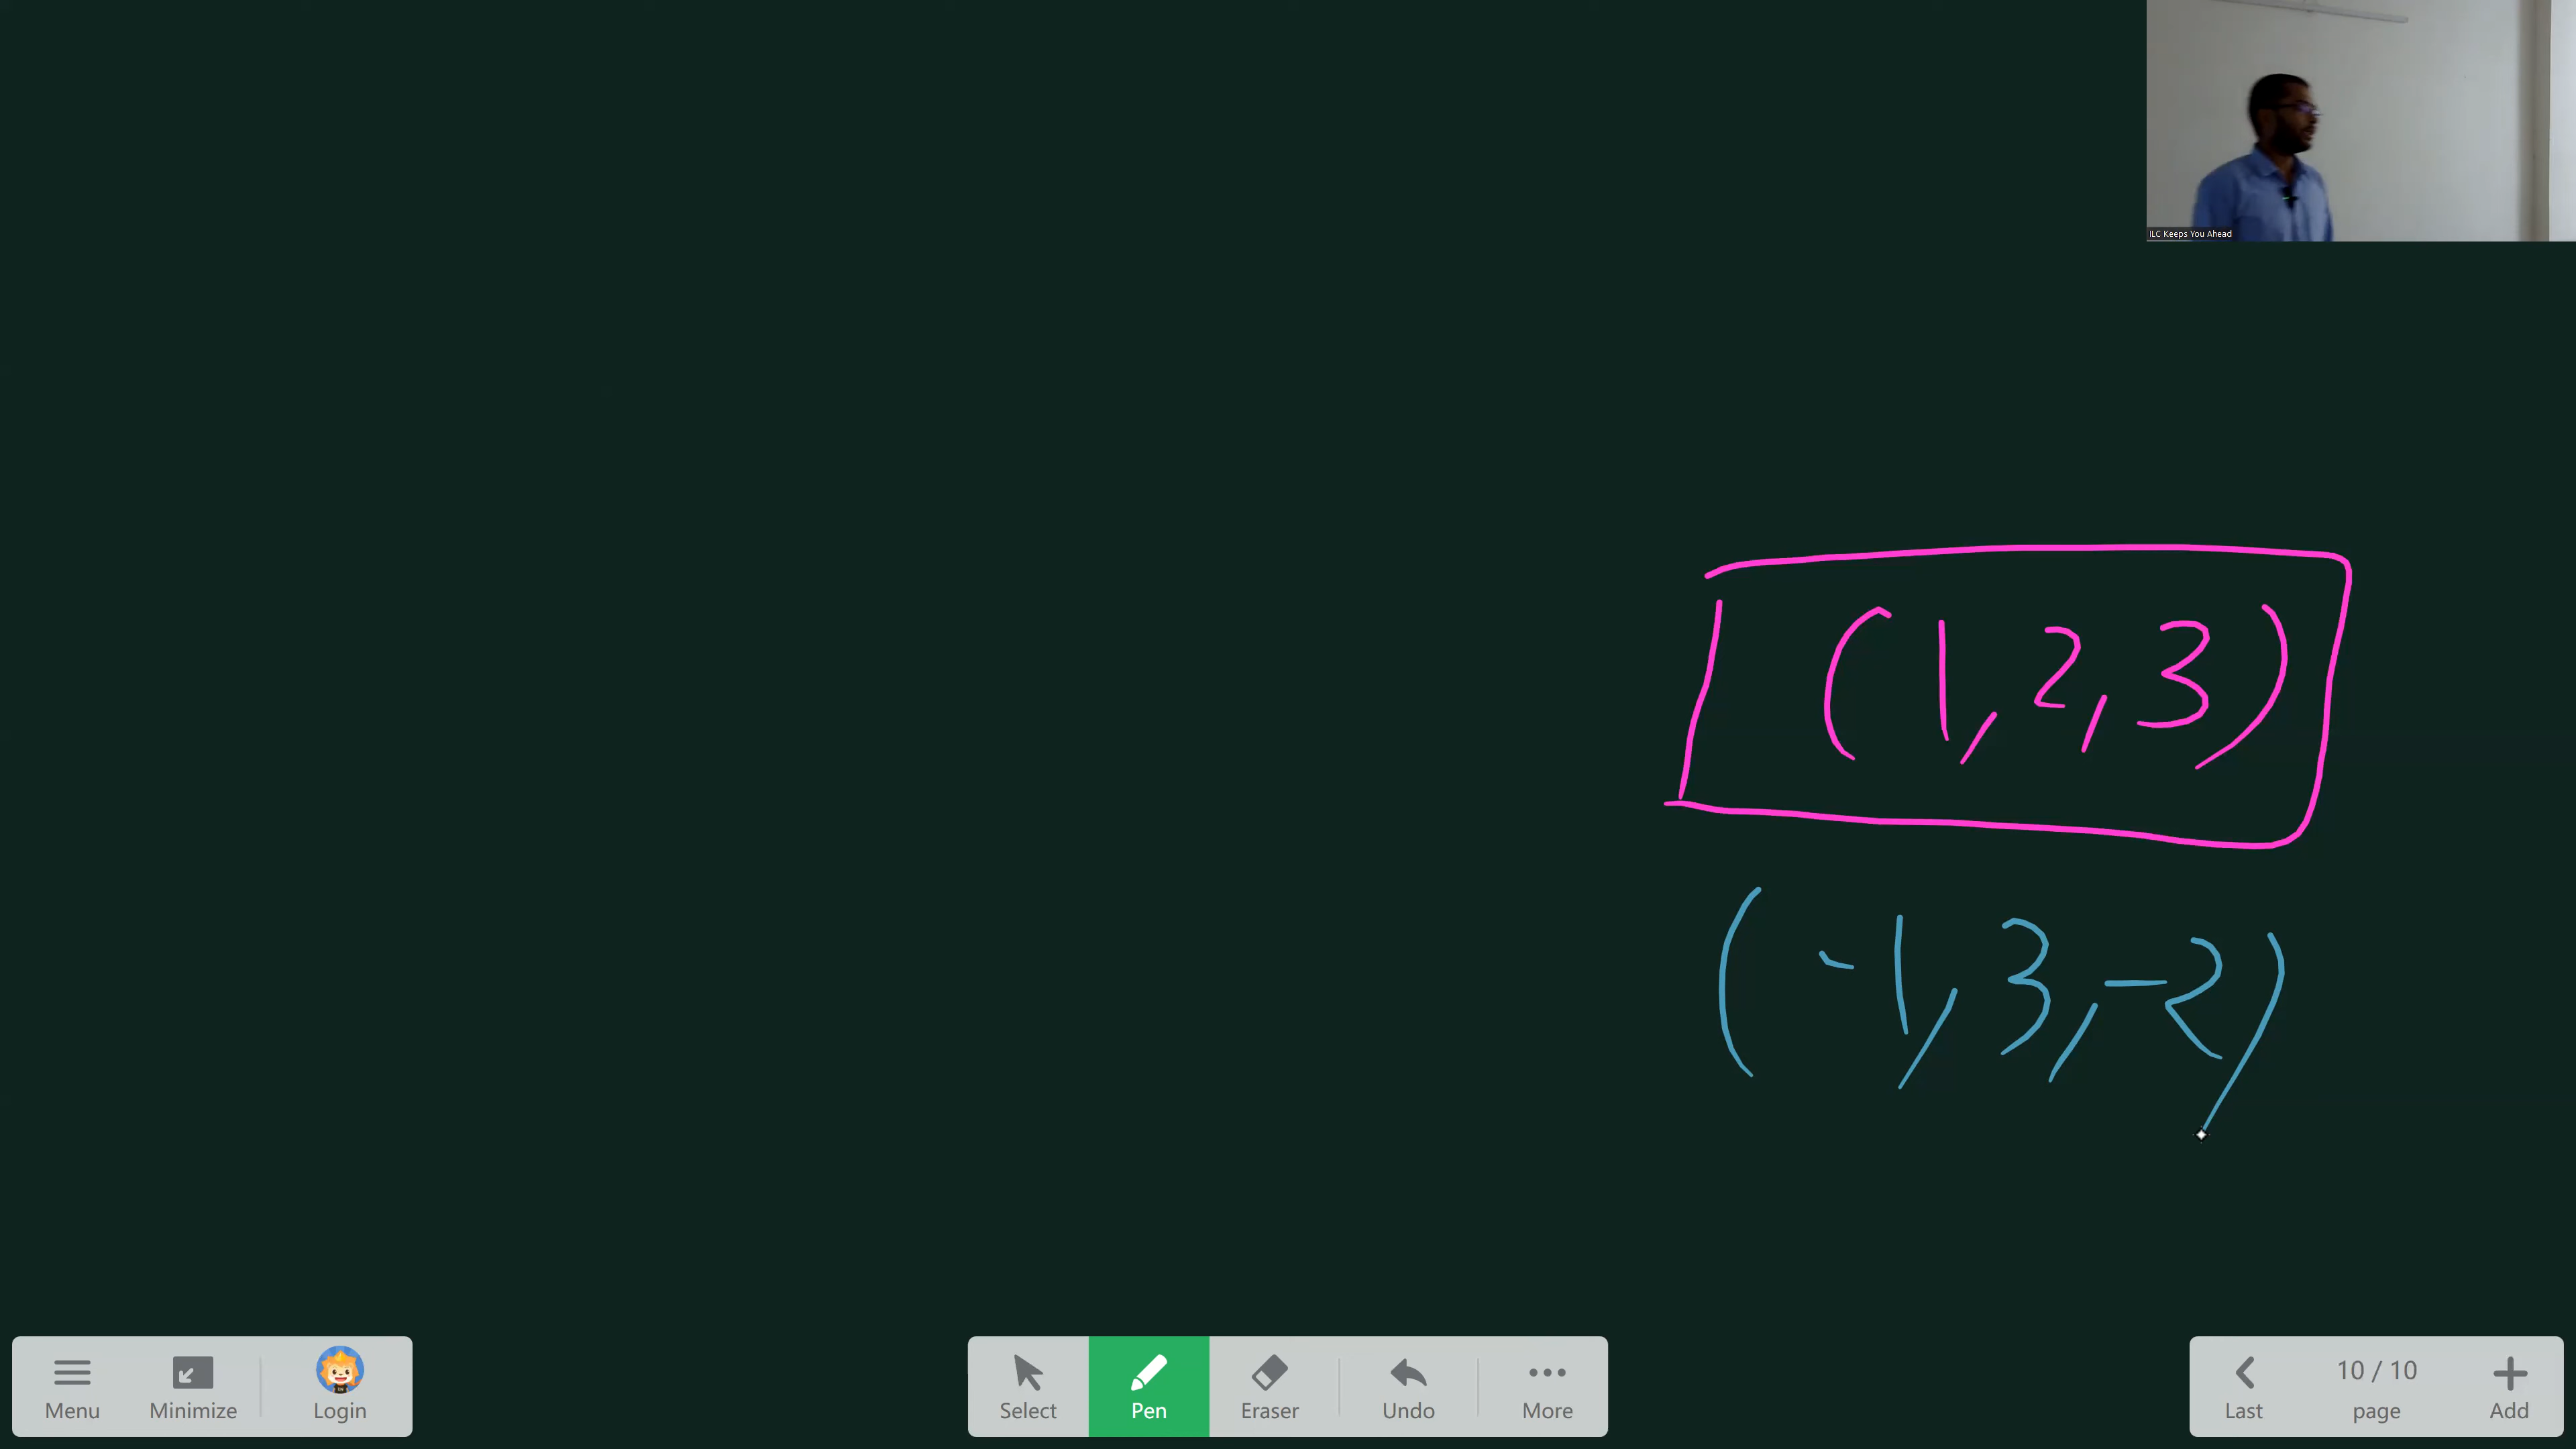 ILC Keeps You Ahead
(1, 2, 3)
(-1, 3, -2)
Menu Minimize Login Select Pen Eraser Undo More Last 10 / 10 page Add